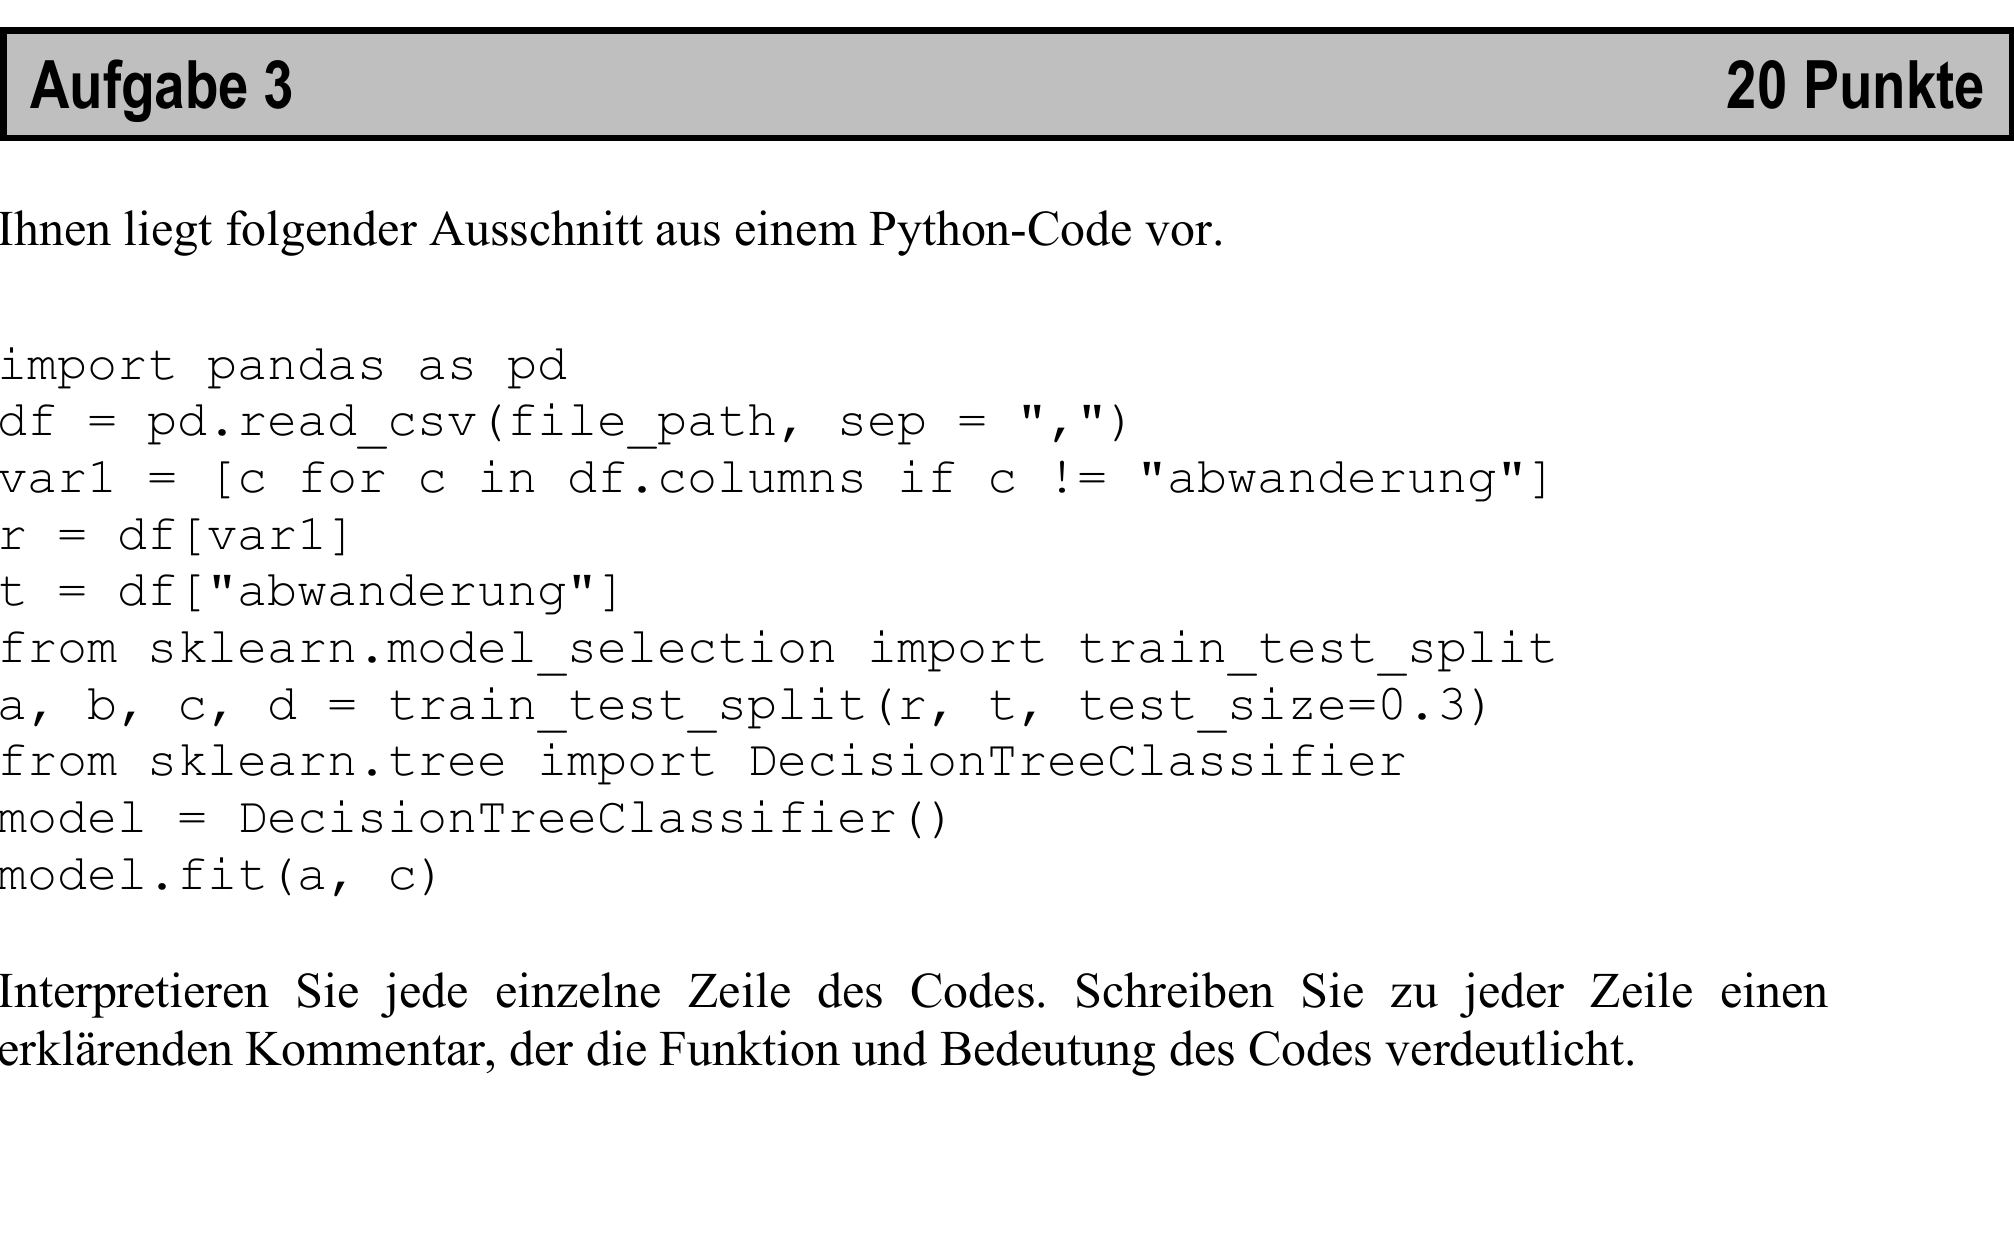 Aufgabe 3 20 Punkte
Ihnen liegt folgender Ausschnitt aus einem Python-Code vor.
import pandas as pd
df = pd.read_csv(file_path, sep = ",")
var1 = [c for c in df.columns if c != "abwanderung"]
r = df[var1]
t = df["abwanderung"]
from sklearn.model_selection import train_test_split
a, b, c, d = train_test_split(r, t, test_size=0.3)
from sklearn.tree import DecisionTreeClassifier
model = DecisionTreeClassifier()
model.fit(a, c)
Interpretieren Sie jede einzelne Zeile des Codes. Schreiben Sie zu jeder Zeile einen
erklärenden Kommentar, der die Funktion und Bedeutung des Codes verdeutlicht.